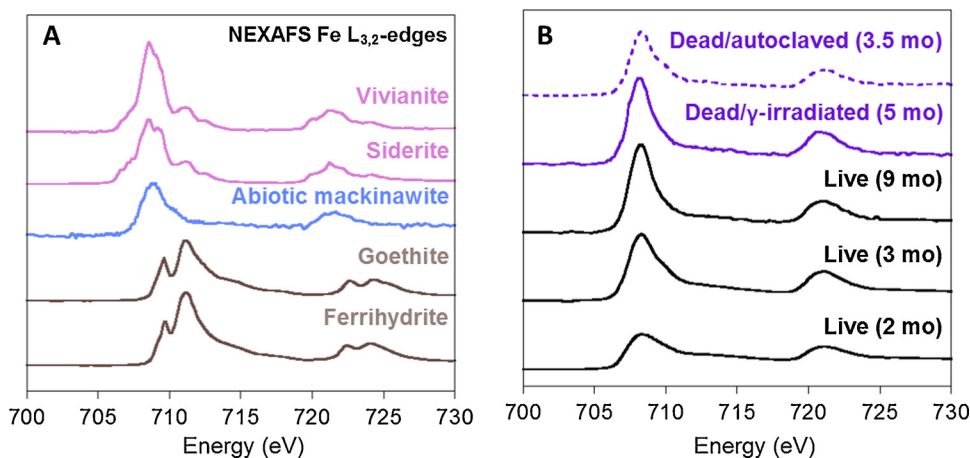 A
NEXAFS Fe L3,2-edges
Vivianite
Siderite
Abiotic mackinawite
Goethite
Ferrihydrite
700 705 710 715 720 725 730
Energy (eV)
B
Dead/autoclaved (3.5 mo)
Dead/γ-irradiated (5 mo)
Live (9 mo)
Live (3 mo)
Live (2 mo)
700 705 710 715 720 725 730
Energy (eV)